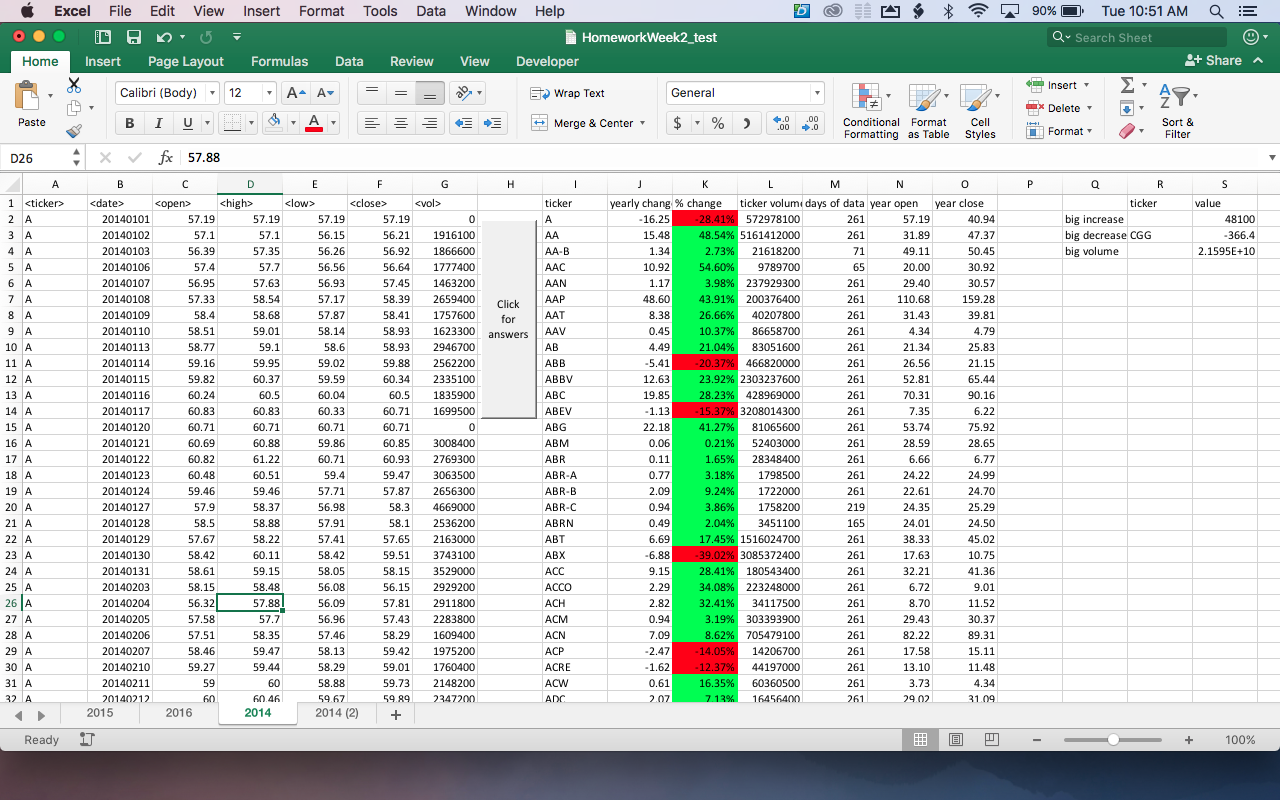 Excel File Edit View Insert Format Tools Data Window Help 90% Tue 10:51 AM
HomeworkWeek2_test Search Sheet
Home Insert Page Layout Formulas Data Review View Developer Share
Paste Calibri (Body) 12 A A Wrap Text General Conditional Formatting Format as Table Cell Styles Insert Delete Format Sort & Filter
B I U A Merge & Center $ % )
D26 fx 57.88
A B C D E F G H I J K L M N O P Q R S
1 <ticker> <date> <open> <high> <low> <close> <vol> ticker yearly chang % change ticker volum days of data year open year close ticker value
2 A 20140101 57.19 57.19 57.19 57.19 0 A -16.25 -28.41% 572978100 261 57.19 40.94 big increase 48100
3 A 20140102 57.1 57.1 56.15 56.21 1916100 AA 15.48 48.54% 5161412000 261 31.89 47.37 big decrease CGG -366.4
4 A 20140103 56.39 57.35 56.26 56.92 1866600 AA-B 1.34 2.73% 21618200 71 49.11 50.45 big volume 2.1595E+10
5 A 20140106 57.4 57.7 56.56 56.64 1777400 AAC 10.92 54.60% 9789700 65 20.00 30.92
6 A 20140107 56.95 57.63 56.93 57.45 1463200 AAN 1.17 3.98% 237929300 261 29.40 30.57
7 A 20140108 57.33 58.54 57.17 58.39 2659400 Click AAP 48.60 43.91% 200376400 261 110.68 159.28
8 A 20140109 58.4 58.68 57.87 58.41 1757600 for AAT 8.38 26.66% 40207800 261 31.43 39.81
9 A 20140110 58.51 59.01 58.14 58.93 1623300 answers AAV 0.45 10.37% 86658700 261 4.34 4.79
10 A 20140113 58.77 59.1 58.6 58.93 2946700 AB 4.49 21.04% 83051600 261 21.34 25.83
11 A 20140114 59.16 59.95 59.02 59.88 2562200 ABB -5.41 -20.37% 466820000 261 26.56 21.15
12 A 20140115 59.82 60.37 59.59 60.34 2335100 ABBV 12.63 23.92% 2303237600 261 52.81 65.44
13 A 20140116 60.24 60.5 60.04 60.5 1835900 ABC 19.85 28.23% 428969000 261 70.31 90.16
14 A 20140117 60.83 60.83 60.33 60.71 1699500 ABEV -1.13 -15.37% 3208014300 261 7.35 6.22
15 A 20140120 60.71 60.71 60.71 60.71 0 ABG 22.18 41.27% 81065600 261 53.74 75.92
16 A 20140121 60.69 60.88 59.86 60.85 3008400 ABM 0.06 0.21% 52403000 261 28.59 28.65
17 A 20140122 60.82 61.22 60.71 60.93 2769300 ABR 0.11 1.65% 28348400 261 6.66 6.77
18 A 20140123 60.48 60.51 59.4 59.47 3063500 ABR-A 0.77 3.18% 1798500 261 24.22 24.99
19 A 20140124 59.46 59.46 57.71 57.87 2656300 ABR-B 2.09 9.24% 1722000 261 22.61 24.70
20 A 20140127 57.9 58.37 56.98 58.3 4669000 ABR-C 0.94 3.86% 1758200 219 24.35 25.29
21 A 20140128 58.5 58.88 57.91 58.1 2536200 ABRN 0.49 2.04% 3451100 165 24.01 24.50
22 A 20140129 57.67 58.22 57.41 57.65 2163000 ABT 6.69 17.45% 1516024700 261 38.33 45.02
23 A 20140130 58.42 60.11 58.42 59.51 3743100 ABX -6.88 -39.02% 3085372400 261 17.63 10.75
24 A 20140131 58.61 59.15 58.05 58.15 3529000 ACC 9.15 28.41% 180543400 261 32.21 41.36
25 A 20140203 58.15 58.48 56.08 56.15 2929200 ACCO 2.29 34.08% 223248000 261 6.72 9.01
26 A 20140204 56.32 57.88 56.09 57.81 2911800 ACH 2.82 32.41% 34117500 261 8.70 11.52
27 A 20140205 57.58 57.7 56.96 57.43 2283800 ACM 0.94 3.19% 303393900 261 29.43 30.37
28 A 20140206 57.51 58.35 57.46 58.29 1609400 ACN 7.09 8.62% 705479100 261 82.22 89.31
29 A 20140207 58.46 59.47 58.13 59.42 1975200 ACP -2.47 -14.05% 14206700 261 17.58 15.11
30 A 20140210 59.27 59.44 58.29 59.01 1760400 ACRE -1.62 -12.37% 44197000 261 13.10 11.48
31 A 20140211 59 60 58.88 59.73 2148200 ACW 0.61 16.35% 60360500 261 3.73 4.34
32 A 20140212 60 60.46 59.67 59.89 2347200 ADC 2.07 7.13% 16456400 261 29.02 31.09
2015 2016 2014 2014 (2) +
Ready - + 100%